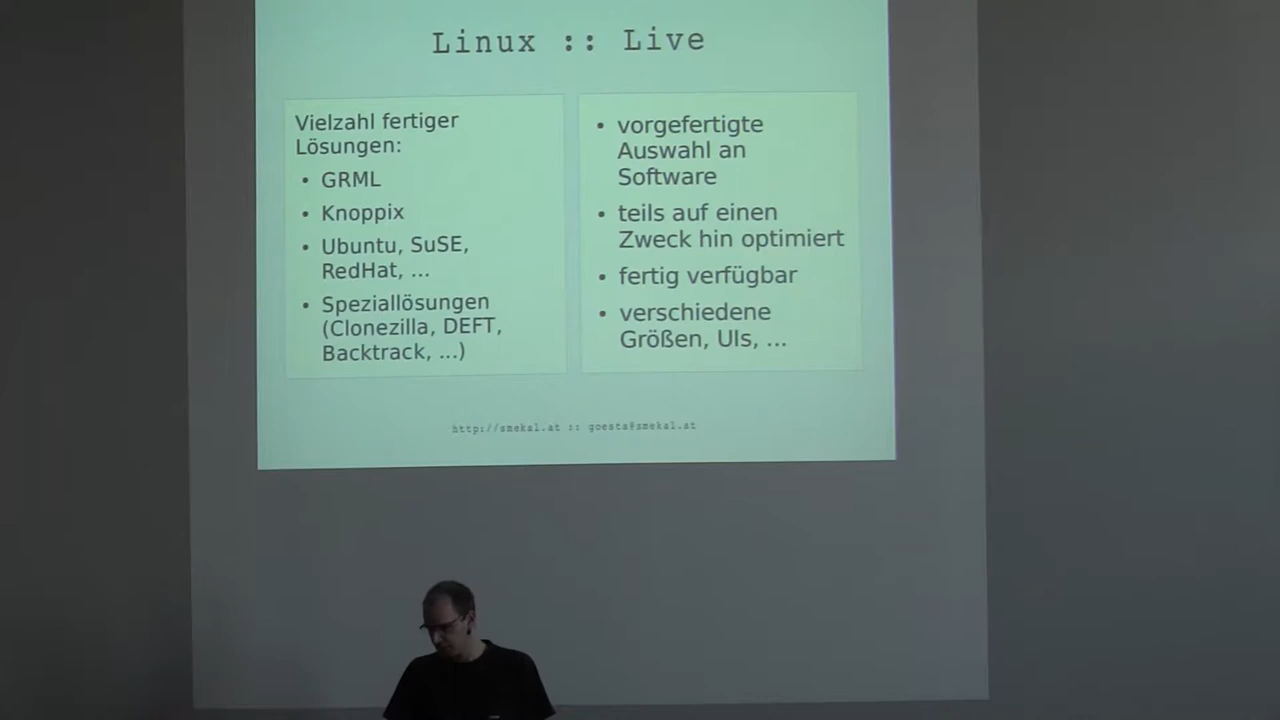 Linux :: Live
Vielzahl fertiger
Lösungen:
• GRML
• Knoppix
• Ubuntu, SuSE,
RedHat, ...
• Speziallösungen
(Clonezilla, DEFT,
Backtrack, ...)
• vorgefertigte
Auswahl an
Software
• teils auf einen
Zweck hin optimiert
• fertig verfügbar
• verschiedene
Größen, UIs, ...
http://smekal.at :: goesta@smekal.at